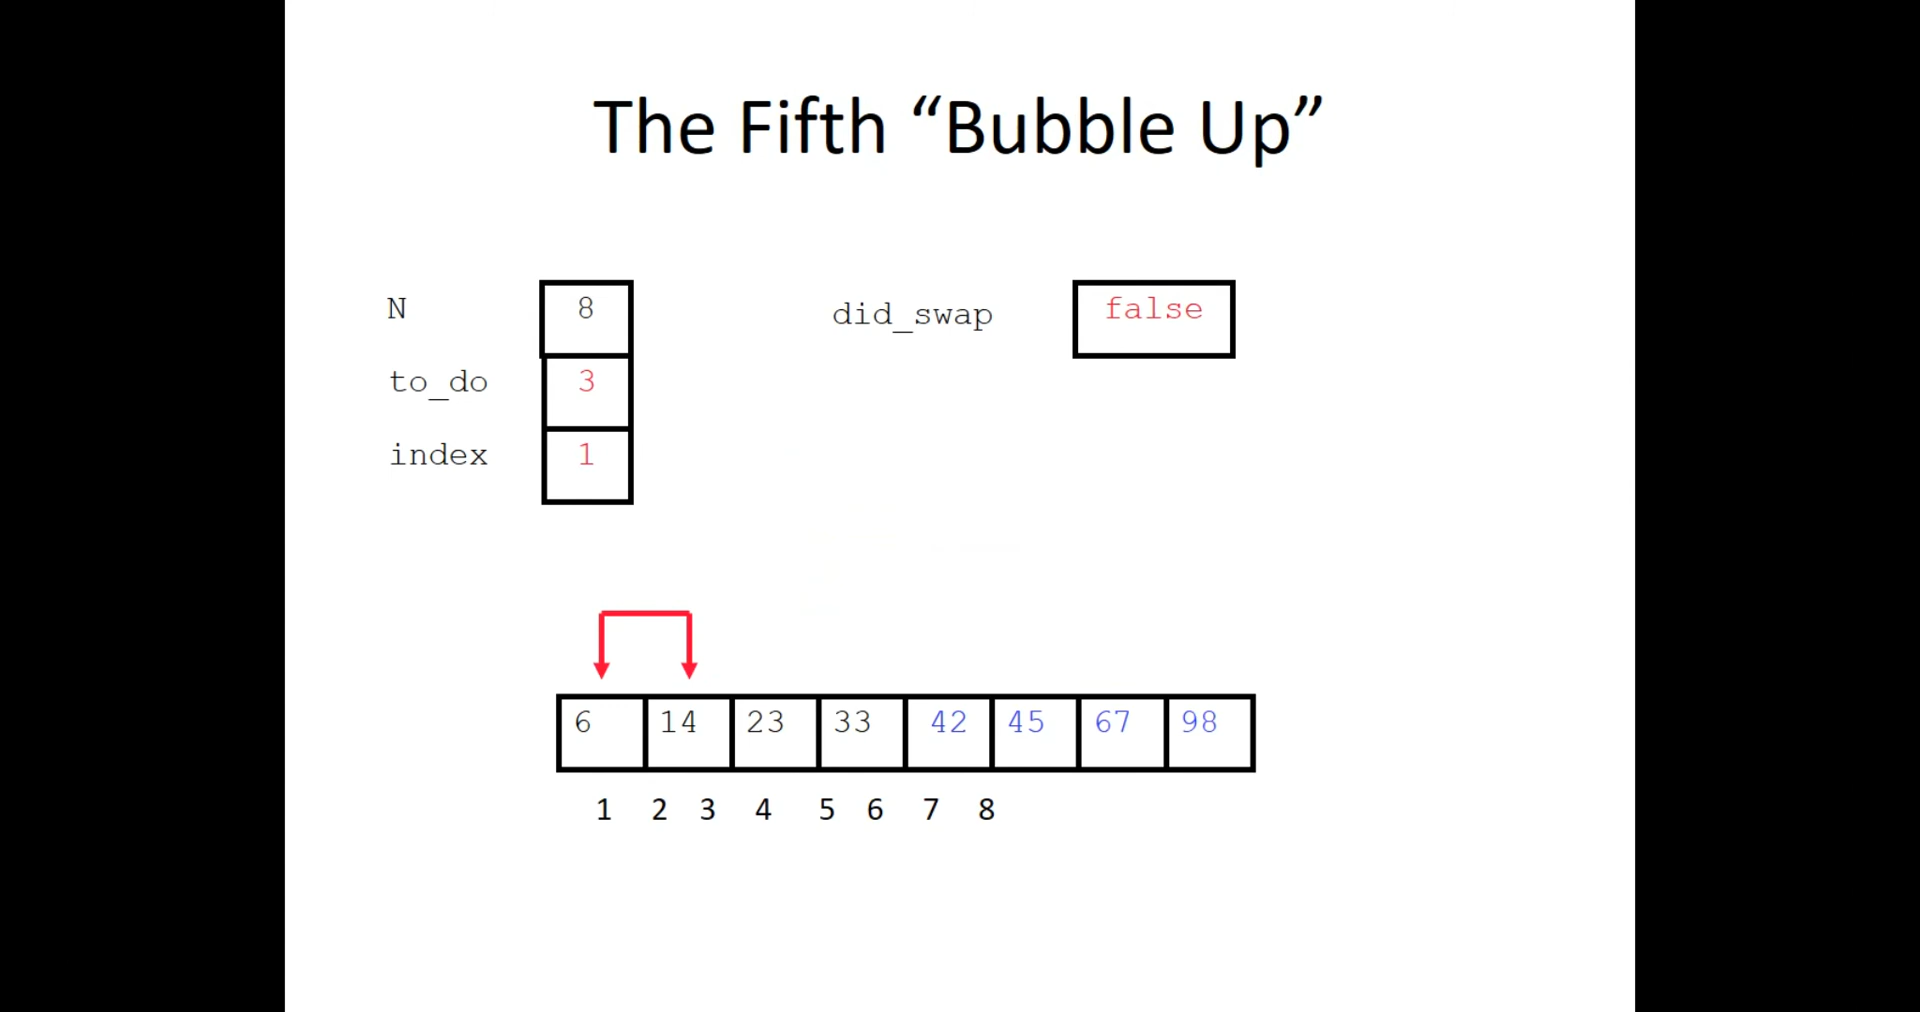 The Fifth “Bubble Up”
N 8 did_swap false
to_do 3
index 1
6 14 23 33 42 45 67 98
1 2 3 4 5 6 7 8